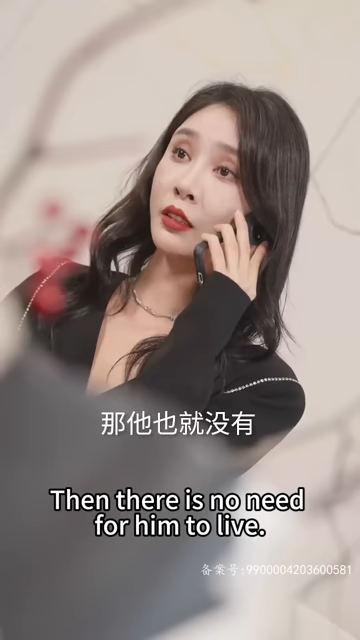 那他也就没有
Then there is no need
for him to live.
备案号:9900004203600581